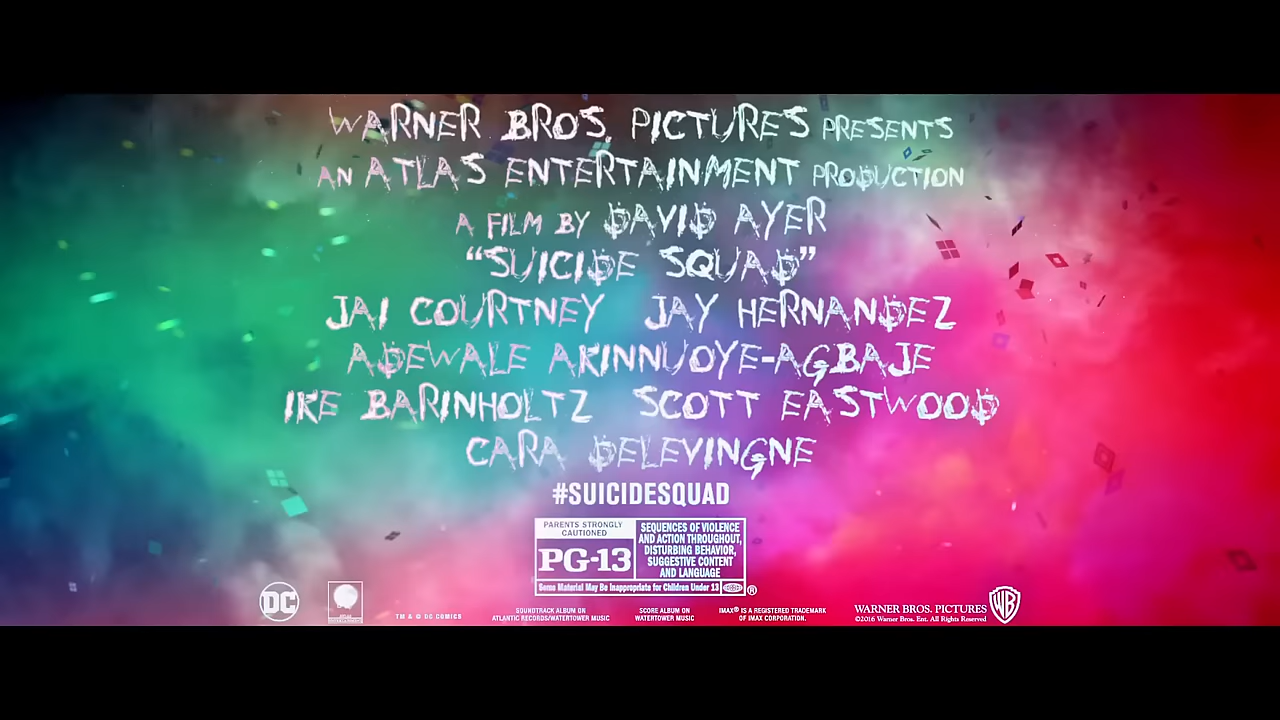 WARNER BROS. PICTURES PRESENTS
AN ATLAS ENTERTAINMENT PRODUCTION
A FILM BY DAVID AYER
“SUICIDE SQUAD”
JAI COURTNEY JAY HERNANDEZ
ADEWALE AKINNUOYE-AGBAJE
IKE BARINHOLTZ SCOTT EASTWOOD
CARA DELEVINGNE
#SUICIDESQUAD
PARENTS STRONGLY
CAUTIONED
PG-13
SEQUENCES OF VIOLENCE
AND ACTION THROUGHOUT,
DISTURBING BEHAVIOR,
SUGGESTIVE CONTENT
AND LANGUAGE
Some Material May Be Inappropriate for Children Under 13
®
DC
TM & © DC COMICS
SOUNDTRACK ALBUM ON
ATLANTIC RECORDS/WATERTOWER MUSIC
SCORE ALBUM ON
WATERTOWER MUSIC
IMAX® IS A REGISTERED TRADEMARK
OF IMAX CORPORATION.
WARNER BROS. PICTURES
©2016 Warner Bros. Ent. All Rights Reserved
WB